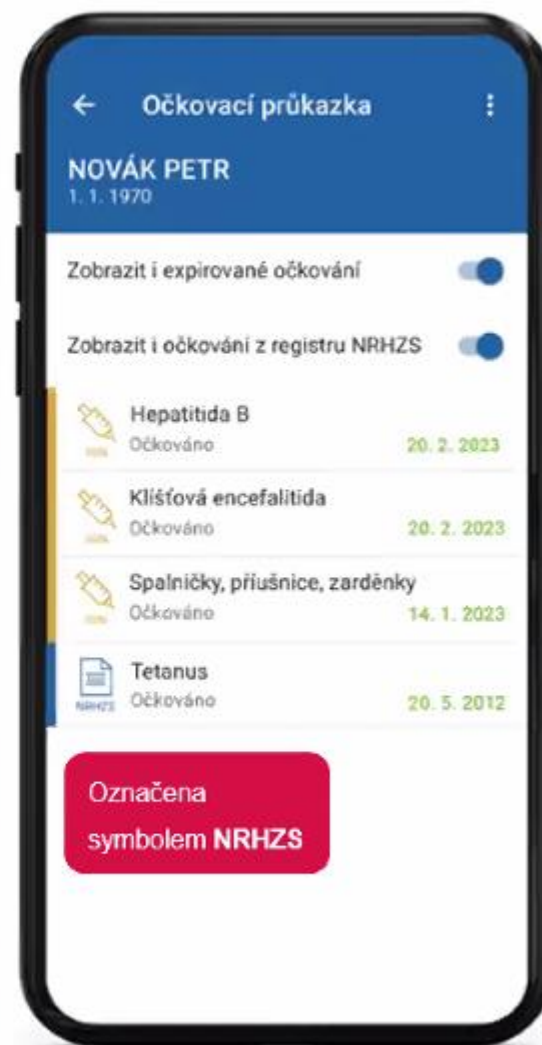 Očkovací průkazka
NOVÁK PETR
1. 1. 1970
Zobrazit i expirované očkování
Zobrazit i očkování z registru NRHZS
Hepatitida B
Očkováno
20. 2. 2023
Klíšťová encefalitida
Očkováno
20. 2. 2023
Spalničky, příušnice, zarděnky
Očkováno
14. 1. 2023
Tetanus
NRHZS
Očkováno
20. 5. 2012
Označena
symbolem NRHZS